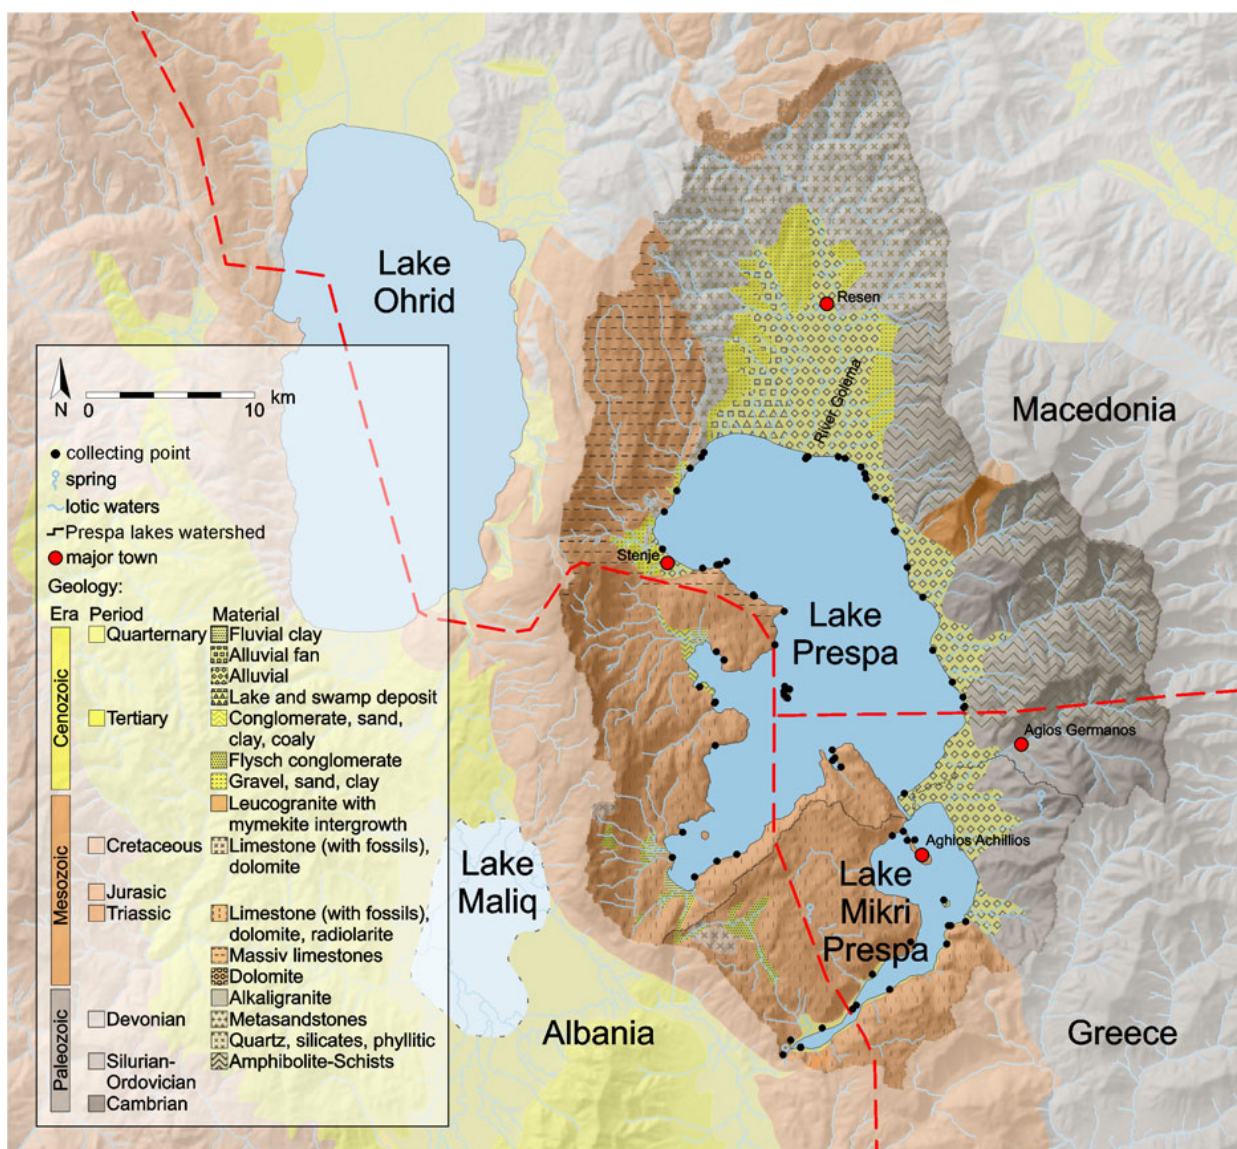 Lake
Ohrid
Resen
River Golema
Macedonia
N
0
10
km
collecting point
spring
lotic waters
Prespa lakes watershed
major town
Geology:
Era
Period
Material
Cenozoic
Quarternary
Fluvial clay
Alluvial fan
Alluvial
Lake and swamp deposit
Tertiary
Conglomerate, sand,
clay, coaly
Flysch conglomerate
Gravel, sand, clay
Mesozoic
Leucogranite with
mymekite intergrowth
Cretaceous
Limestone (with fossils),
dolomite
Jurasic
Triassic
Limestone (with fossils),
dolomite, radiolarite
Massiv limestones
Dolomite
Paleozoic
Alkaligranite
Devonian
Metasandstones
Quartz, silicates, phyllitic
Silurian-
Ordovician
Amphibolite-Schists
Cambrian
Stenje
Lake
Prespa
Agios Germanos
Aghios Achillios
Lake
Mikri
Prespa
Lake
Maliq
Albania
Greece